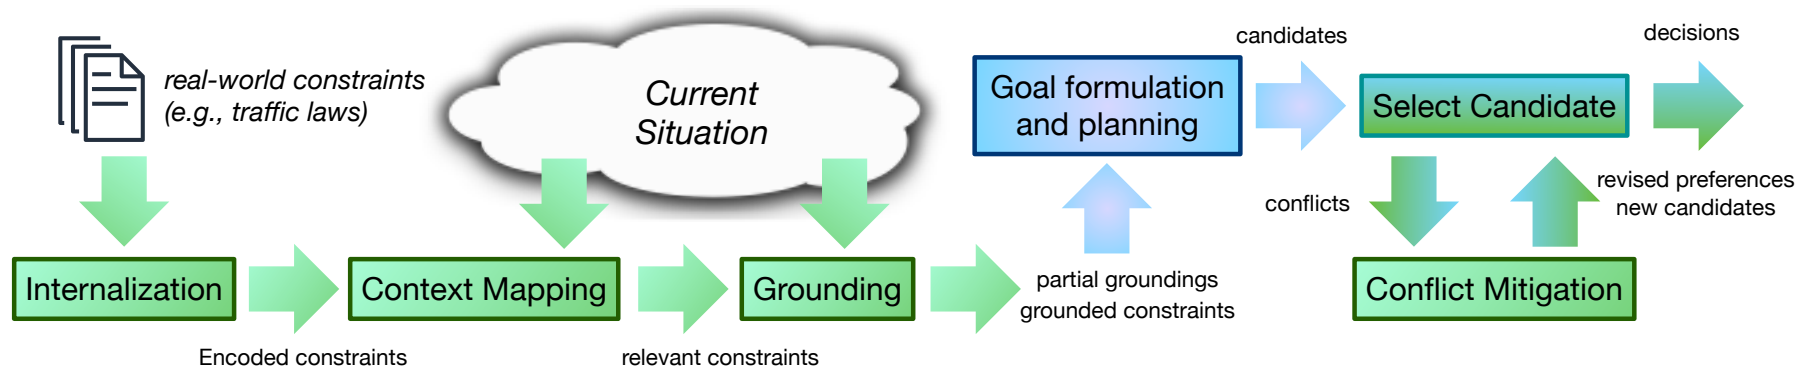 real-world constraints
(e.g., traffic laws)
Current
Situation
Internalization
Encoded constraints
Context Mapping
relevant constraints
Grounding
partial groundings
grounded constraints
Goal formulation
and planning
candidates
Select Candidate
decisions
conflicts
revised preferences
new candidates
Conflict Mitigation